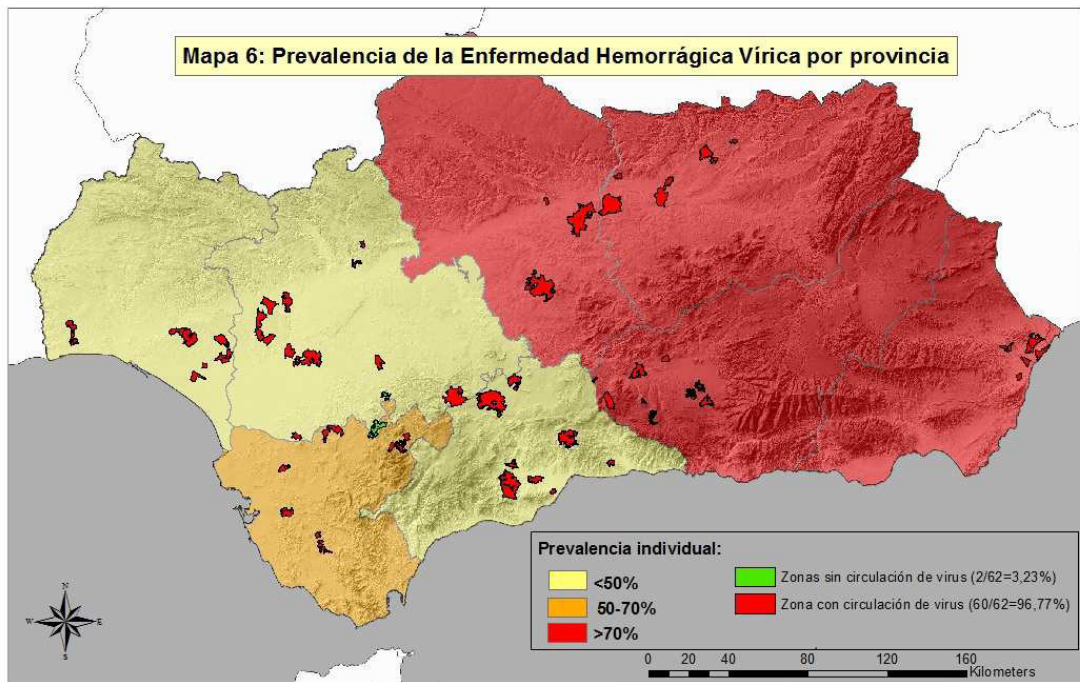 Mapa 6: Prevalencia de la Enfermedad Hemorrágica Vírica por provincia
Prevalencia individual:
<50%
50-70%
>70%
Zonas sin circulación de virus (2/62=3,23%)
Zona con circulación de virus (60/62=96,77%)
N
W E
S
0 20 40 80 120 160
Kilometers